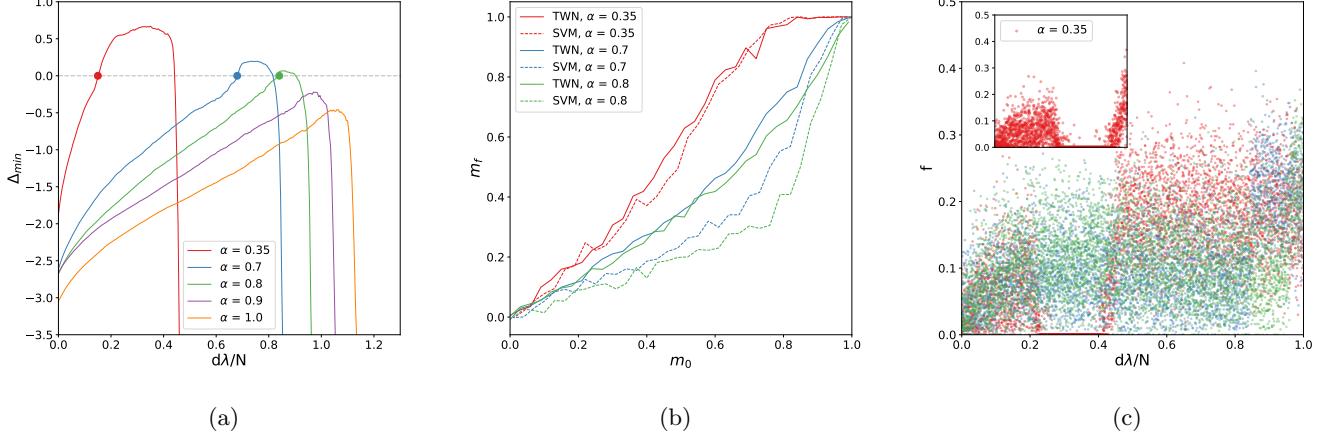 1.0
0.5
0.0
−0.5
−1.0
−1.5
−2.0
−2.5
−3.0
−3.5
Δmin
0.0 0.2 0.4 0.6 0.8 1.0 1.2
dλ/N
α = 0.35
α = 0.7
α = 0.8
α = 0.9
α = 1.0
(a)
1.0
0.8
0.6
0.4
0.2
0.0
mf
0.0 0.2 0.4 0.6 0.8 1.0
m0
TWN, α = 0.35
SVM, α = 0.35
TWN, α = 0.7
SVM, α = 0.7
TWN, α = 0.8
SVM, α = 0.8
(b)
0.5
0.4
0.3
0.2
0.1
0.0
f
0.0 0.2 0.4 0.6 0.8 1.0
dλ/N
0.5
0.4
0.3
0.2
0.1
0.0
α = 0.35
(c)